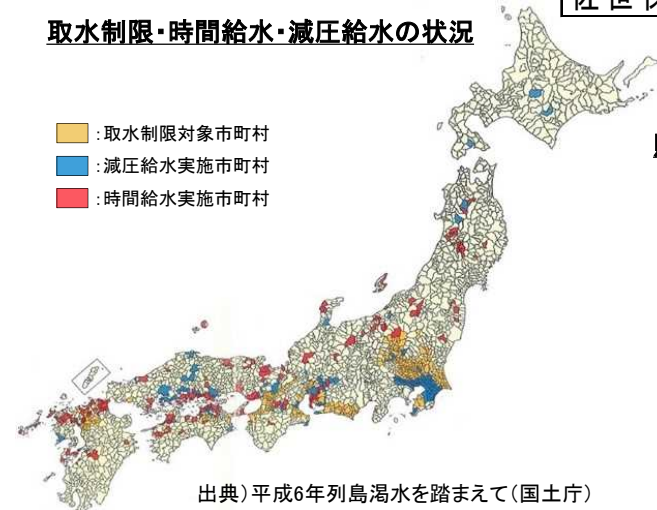 取水制限・時間給水・減圧給水の状況
：取水制限対象市町村
：減圧給水実施市町村
：時間給水実施市町村
出典）平成6年列島渇水を踏まえて（国土庁）